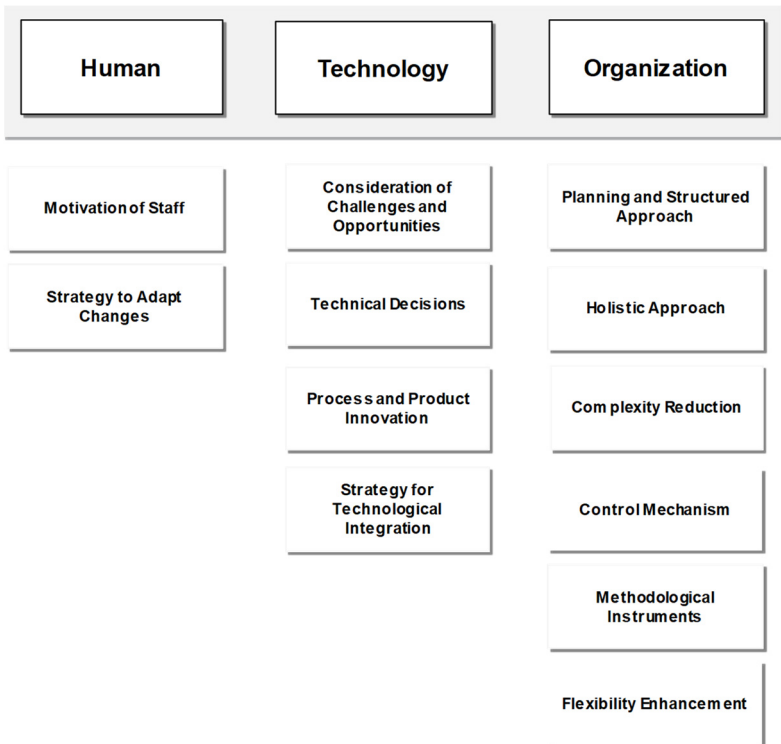 Human
Technology
Organization
Motivation of Staff
Strategy to Adapt
Changes
Consideration of
Challenges and
Opportunities
Technical Decisions
Process and Product
Innovation
Strategy for
Technological
Integration
Planning and Structured
Approach
Holistic Approach
Complexity Reduction
Control Mechanism
Methodological
Instruments
Flexibility Enhancement